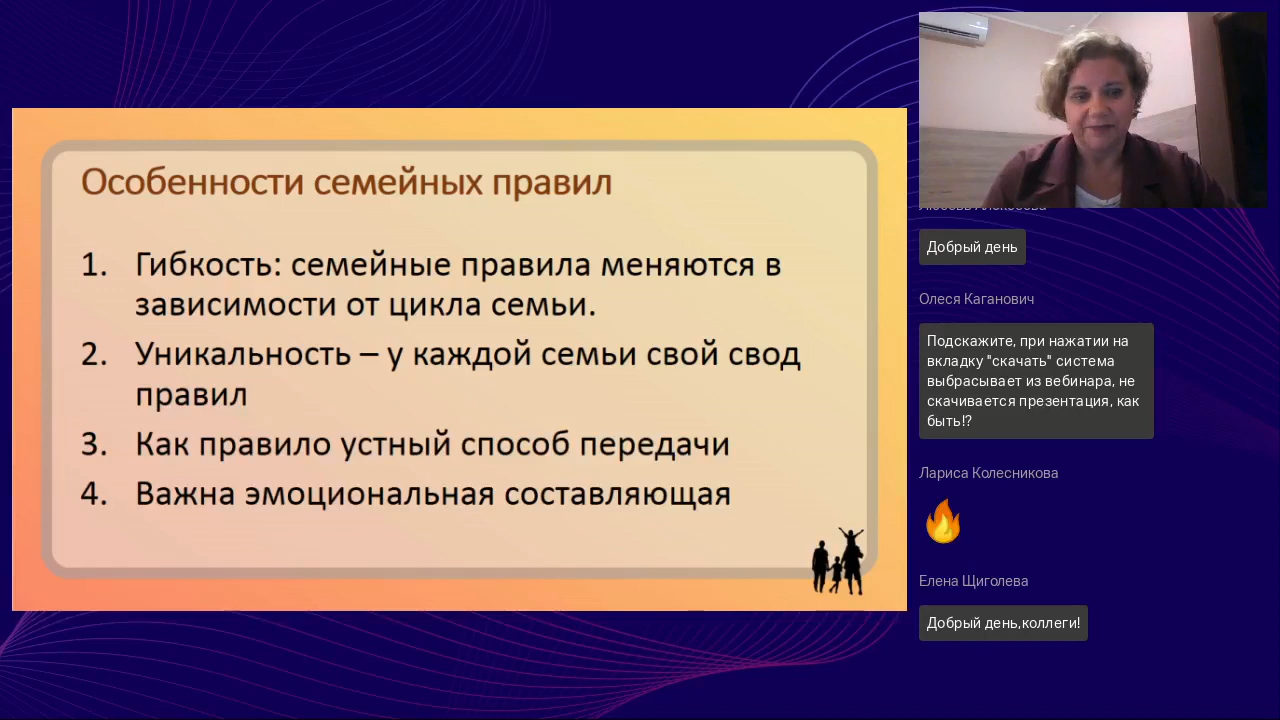 Особенности семейных правил
1. Гибкость: семейные правила меняются в
зависимости от цикла семьи.
2. Уникальность – у каждой семьи свой свод
правил
3. Как правило устный способ передачи
4. Важна эмоциональная составляющая
Добрый день
Олеся Каганович
Подскажите, при нажатии на
вкладку "скачать" система
выбрасывает из вебинара, не
скачивается презентация, как
быть!?
Лариса Колесникова
Елена Щиголева
Добрый день,коллеги!